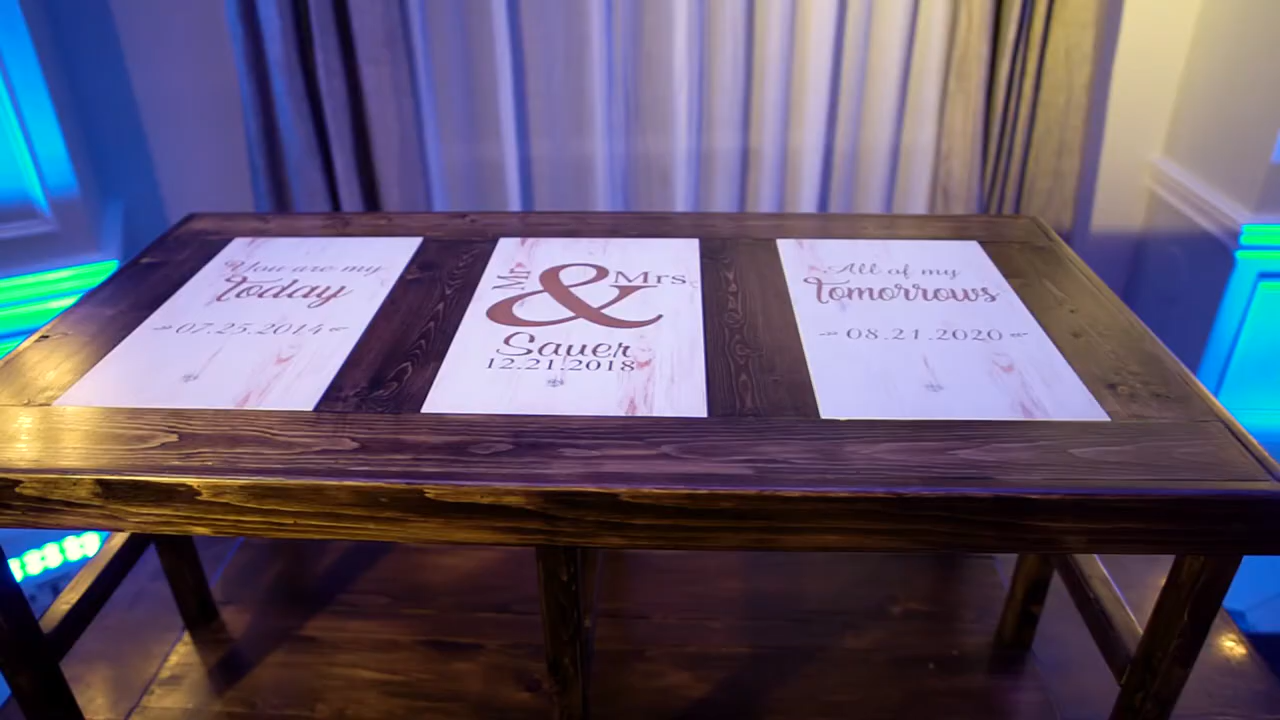 You are my
Today
07.25.2014
Mr & Mrs.
Sauer
12.21.2018
All of my
Tomorrows
08.21.2020